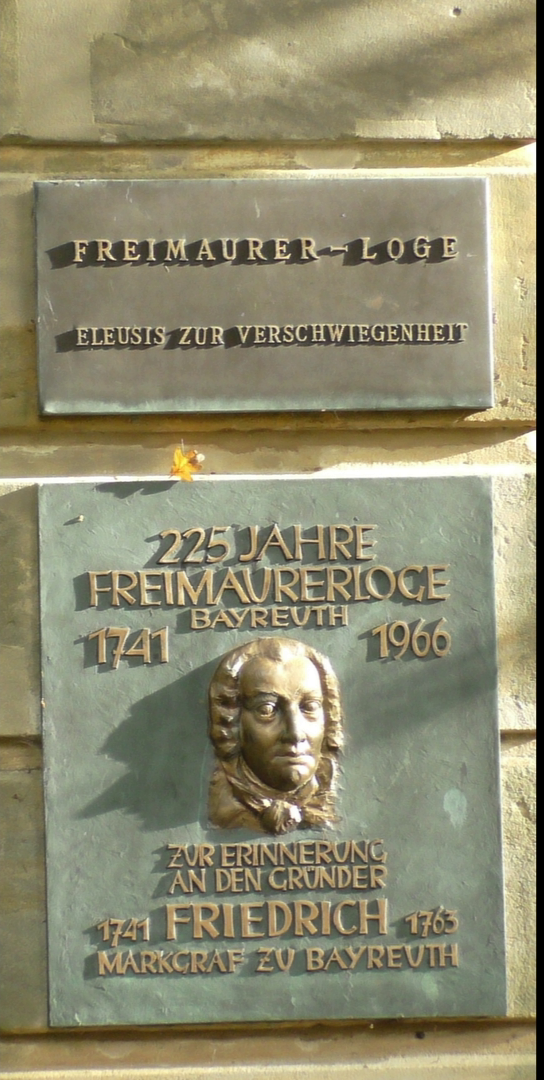 FREIMAURER-LOGE
ELEUSIS ZUR VERSCHWIEGENHEIT
225 JAHRE
FREIMAURERLOGE
BAYREUTH
1741 1966
ZUR ERINNERUNG
AN DEN GRÜNDER
1741 FRIEDRICH 1763
MARKGRAF ZU BAYREUTH